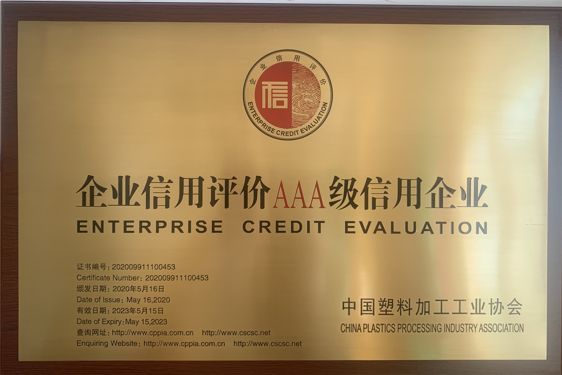 企业信用评价
信
ENTERPRISE CREDIT EVALUATION
企业信用评价AAA级信用企业
ENTERPRISE CREDIT EVALUATION
证书编号: 202009911100453
Certificate Number: 202009911100453
颁发日期: 2020年5月16日
Date of Issue: May 16,2020
有效日期: 2023年5月15日
Date of Expiry: May 15,2023
查询网址: http://www.cppia.com.cn http://www.cscsc.net
Enquiring Website: http://www.cppia.com.cn http://www.cscsc.net
中国塑料加工工业协会
CHINA PLASTICS PROCESSING INDUSTRY ASSOCIATION